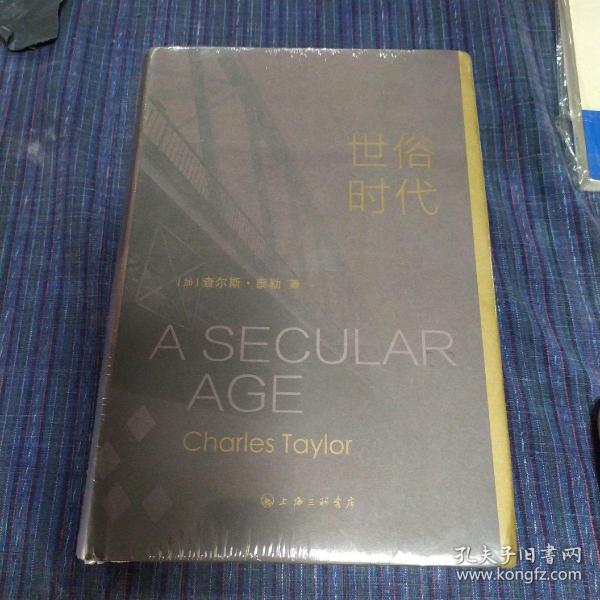 世俗
时代
[加]查尔斯·泰勒 著
A SECULAR
AGE
Charles Taylor
上海三联书店
孔夫子旧书网
www.kongfz.com